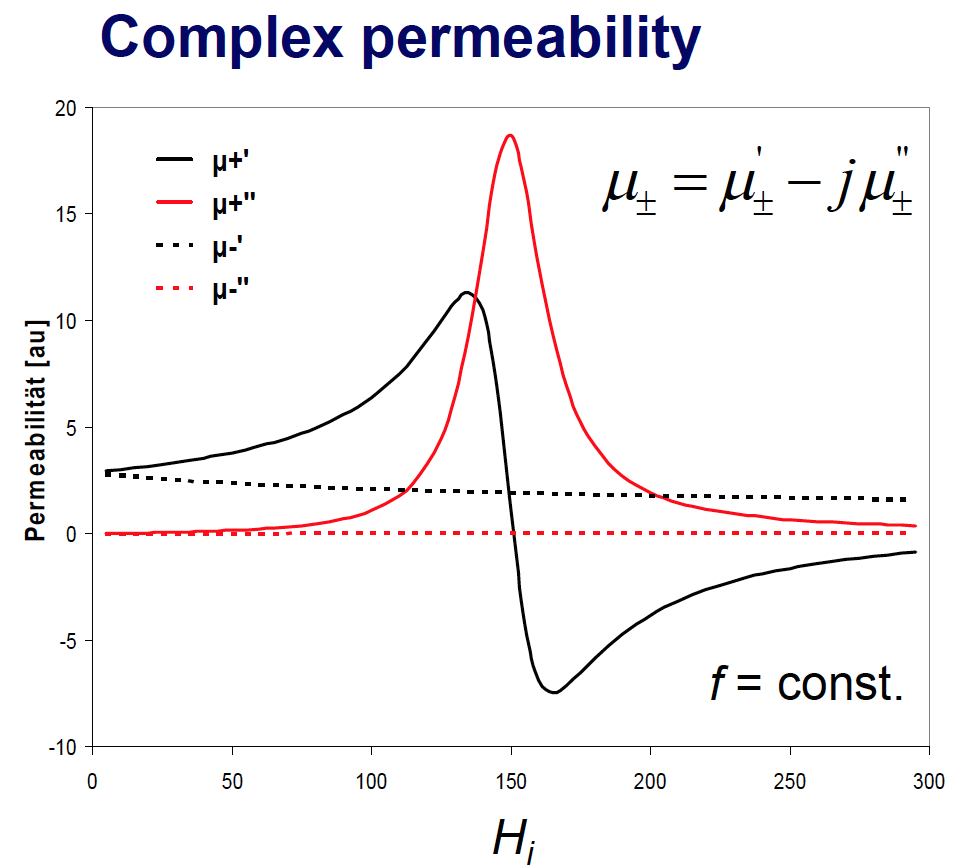 Complex permeability
20
15
10
5
0
-5
-10
Permeabilität [au]
μ+'
μ+"
μ-'
μ-"
μ± = μ'± − jμ"±
f = const.
0 50 100 150 200 250 300
Hi